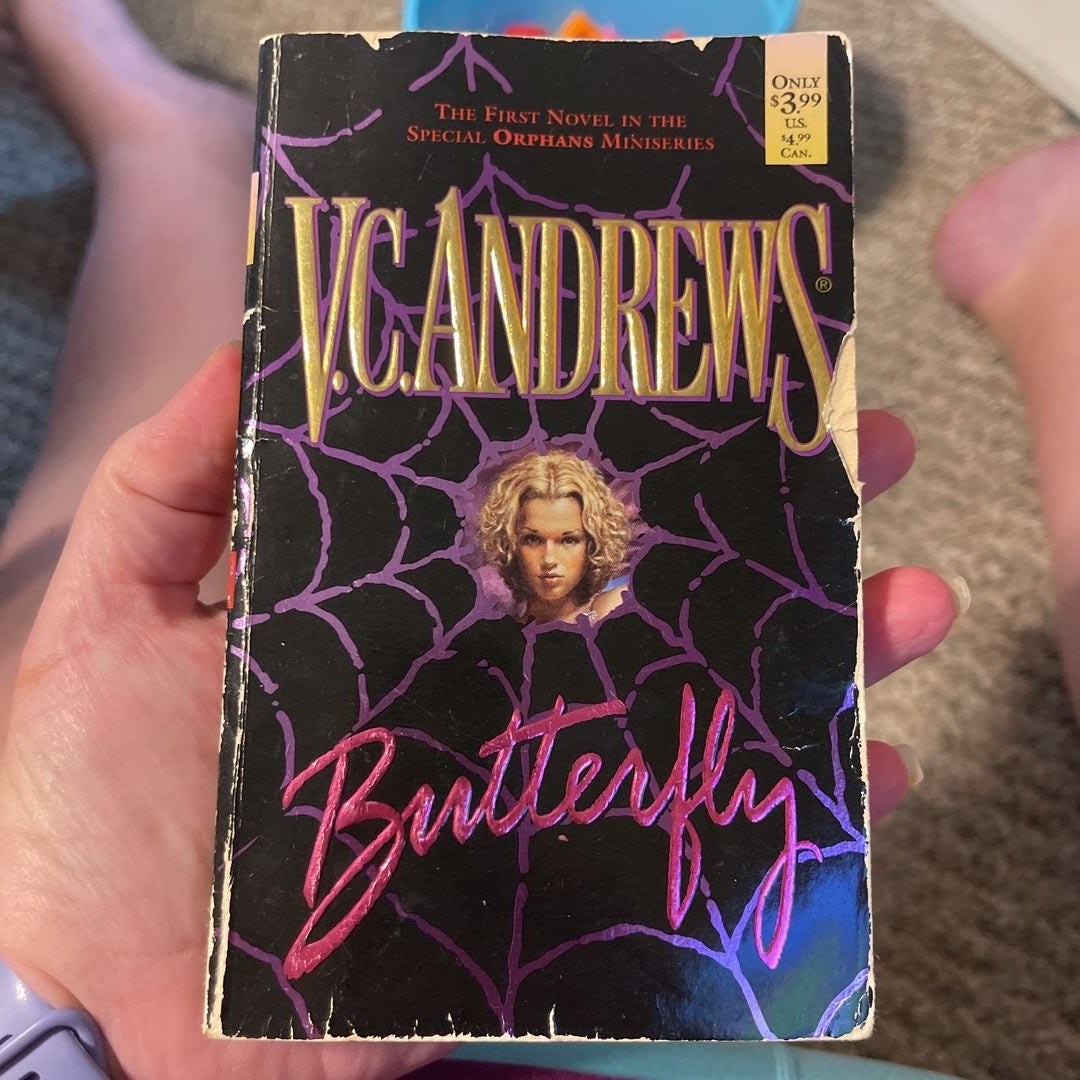 ONLY
$3.99
U.S.
$4.99
CAN.
THE FIRST NOVEL IN THE
SPECIAL ORPHANS MINISERIES
V.C. ANDREWS®
Butterfly